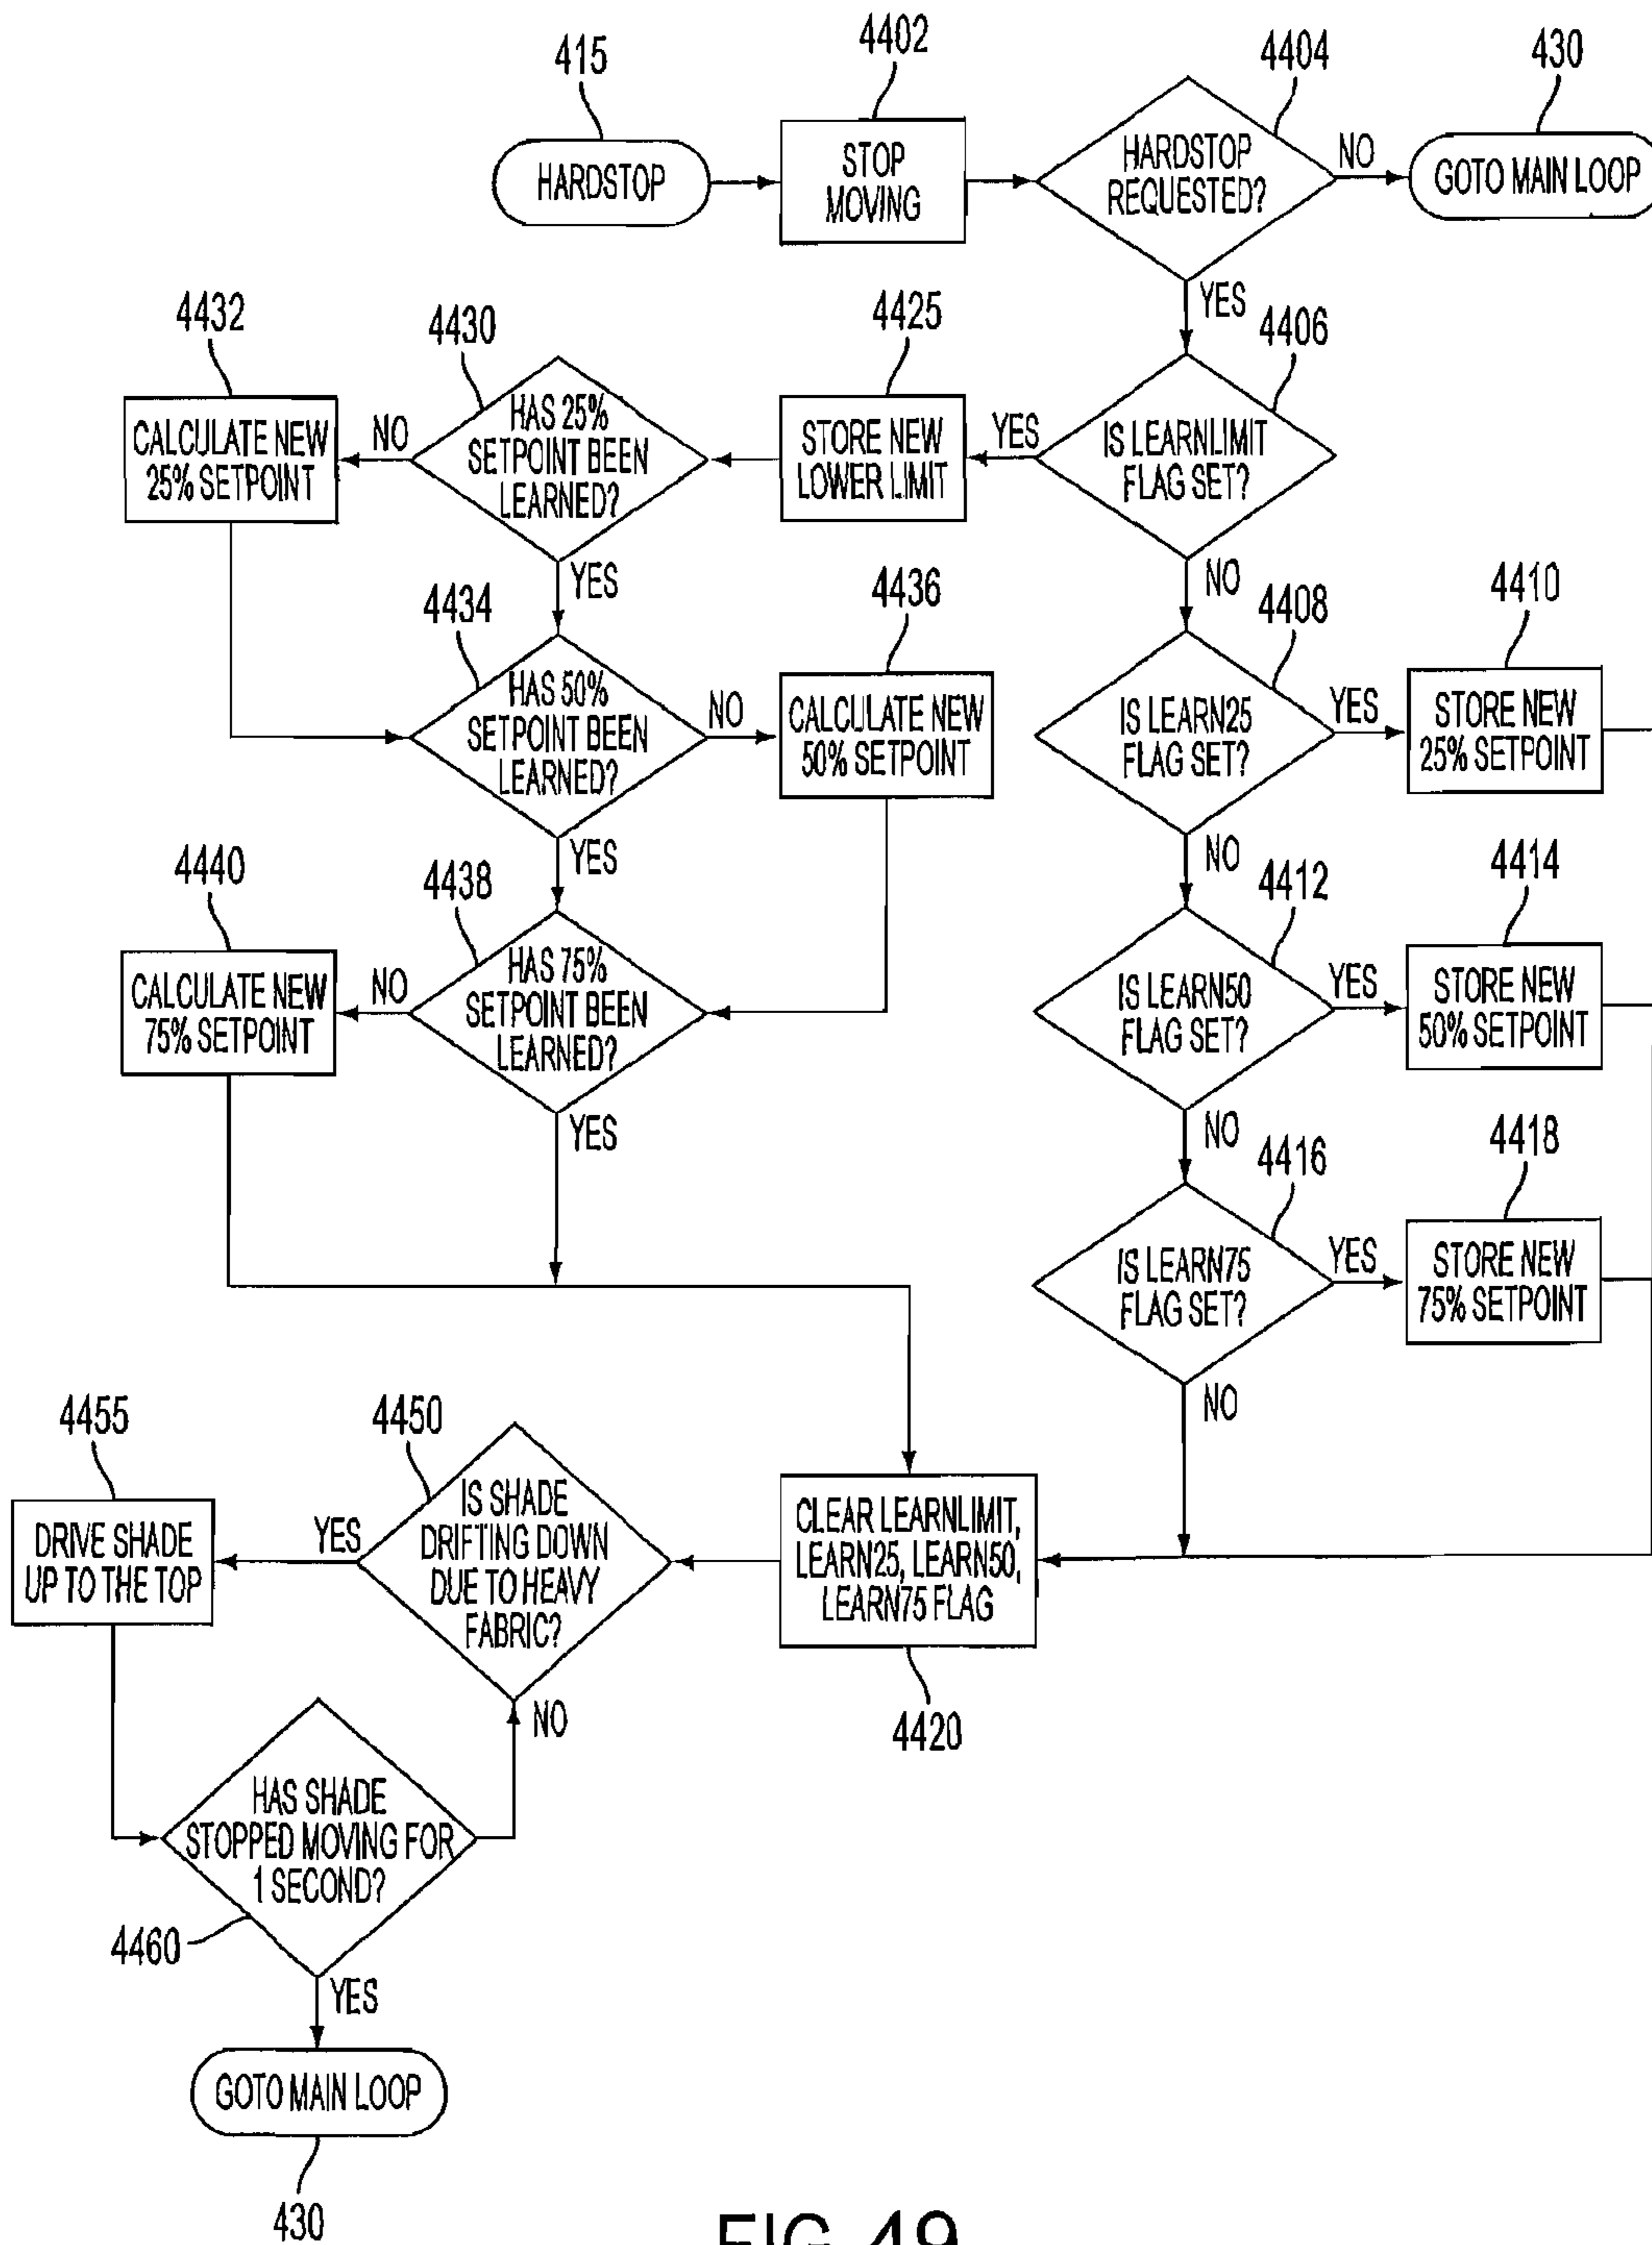 415
4402
4404
430
HARDSTOP
STOP
MOVING
HARDSTOP
REQUESTED?
NO
GOTO MAIN LOOP
YES
4432
4430
4425
4406
CALCULATE NEW
25% SETPOINT
NO
HAS 25%
SETPOINT BEEN
LEARNED?
STORE NEW
LOWER LIMIT
YES
IS LEARNLIMIT
FLAG SET?
YES
NO
4434
4436
4408
4410
HAS 50%
SETPOINT BEEN
LEARNED?
NO
CALCULATE NEW
50% SETPOINT
IS LEARN25
FLAG SET?
YES
STORE NEW
25% SETPOINT
YES
NO
4440
4438
4412
4414
CALCULATE NEW
75% SETPOINT
NO
HAS 75%
SETPOINT BEEN
LEARNED?
IS LEARN50
FLAG SET?
YES
STORE NEW
50% SETPOINT
YES
NO
4416
4418
IS LEARN75
FLAG SET?
YES
STORE NEW
75% SETPOINT
NO
4455
4450
DRIVE SHADE
UP TO THE TOP
YES
IS SHADE
DRIFTING DOWN
DUE TO HEAVY
FABRIC?
CLEAR LEARNLIMIT,
LEARN25, LEARN50,
LEARN75 FLAG
4420
NO
HAS SHADE
STOPPED MOVING FOR
1 SECOND?
4460
YES
GOTO MAIN LOOP
430
FIG. 49